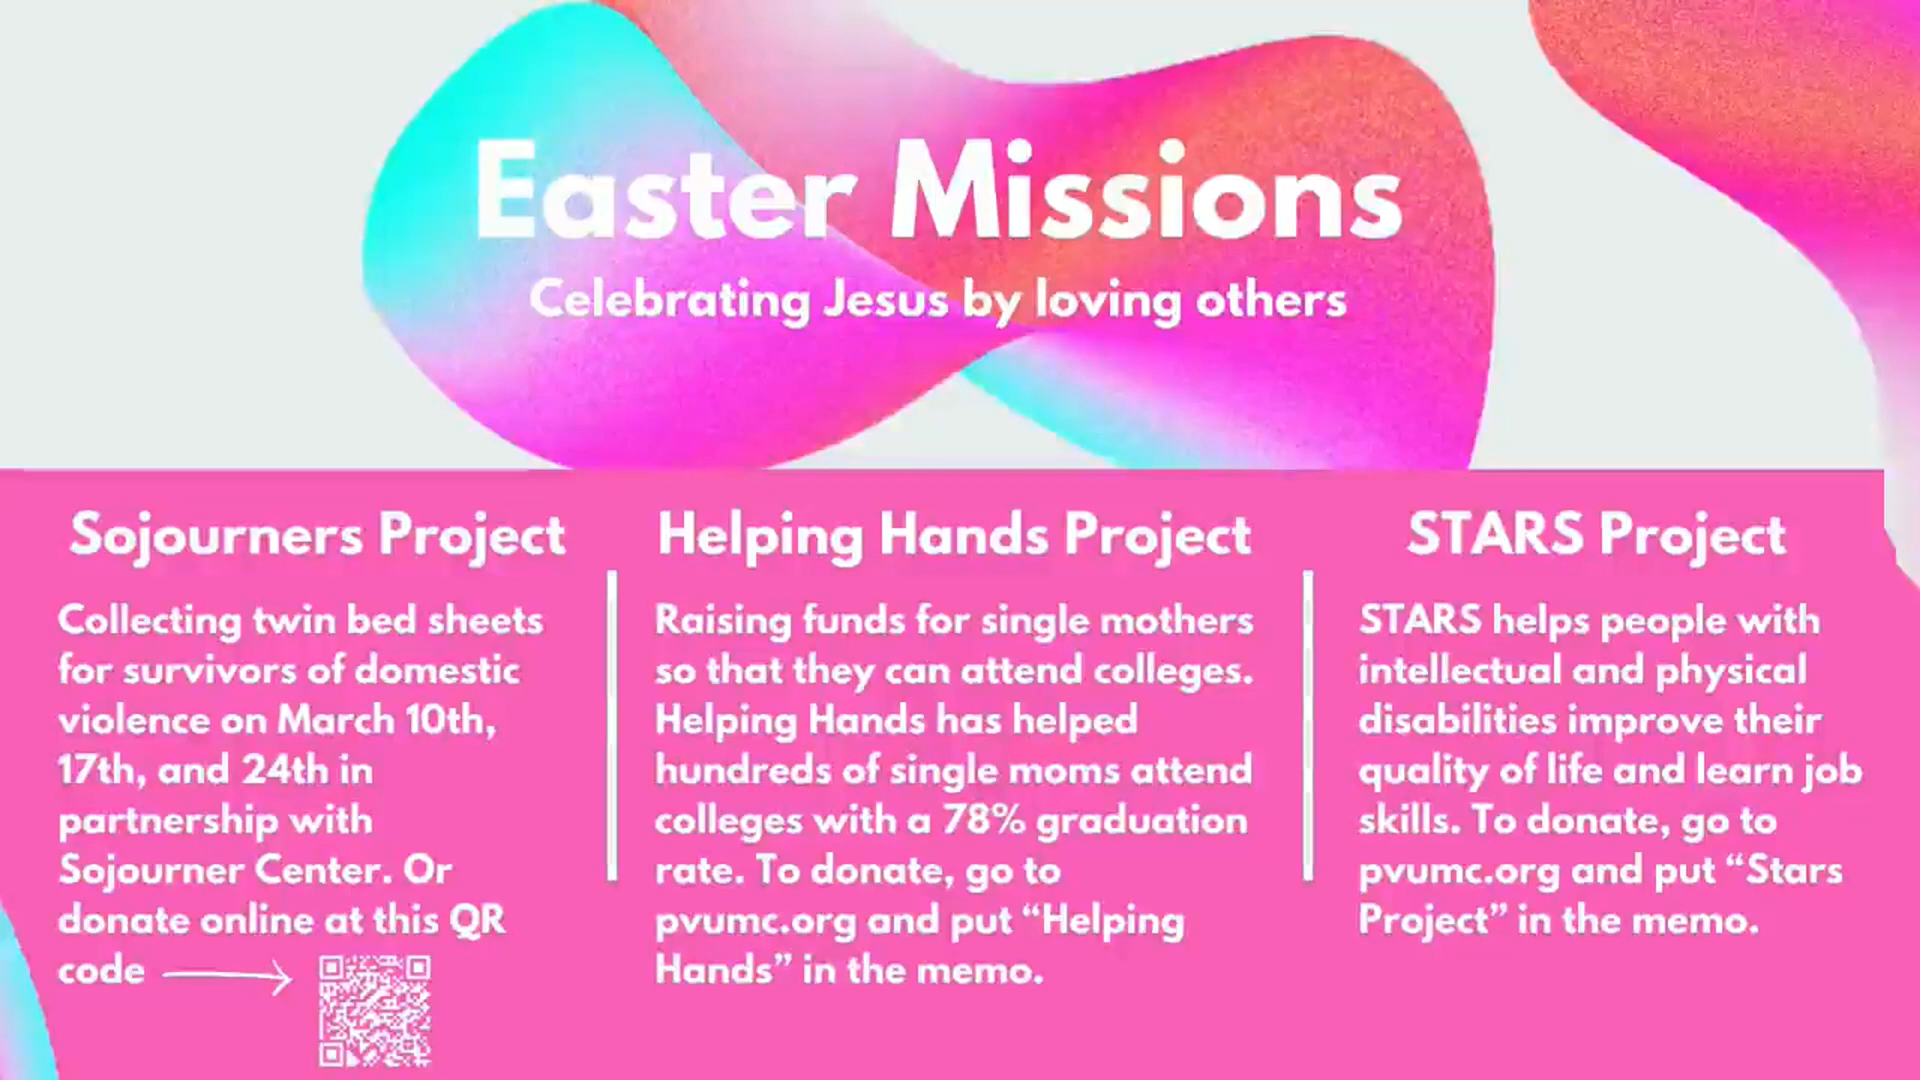 Easter Missions
Celebrating Jesus by loving others
Sojourners Project
Collecting twin bed sheets
for survivors of domestic
violence on March 10th,
17th, and 24th in
partnership with
Sojourner Center. Or
donate online at this QR
code
Helping Hands Project
Raising funds for single mothers
so that they can attend colleges.
Helping Hands has helped
hundreds of single moms attend
colleges with a 78% graduation
rate. To donate, go to
pvumc.org and put “Helping
Hands” in the memo.
STARS Project
STARS helps people with
intellectual and physical
disabilities improve their
quality of life and learn job
skills. To donate, go to
pvumc.org and put “Stars
Project” in the memo.